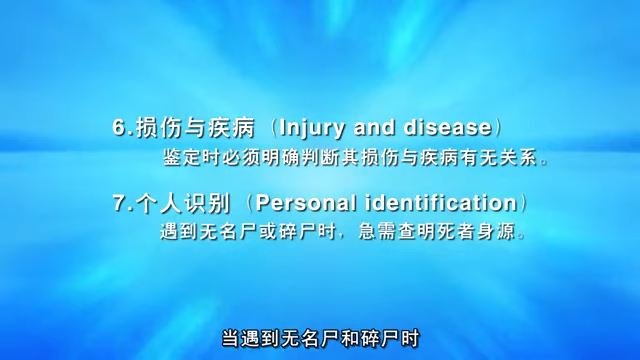 6.损伤与疾病（Injury and disease）
鉴定时必须明确判断其损伤与疾病有无关系。
7.个人识别（Personal identification）
遇到无名尸或碎尸时，急需查明死者身源。
当遇到无名尸和碎尸时